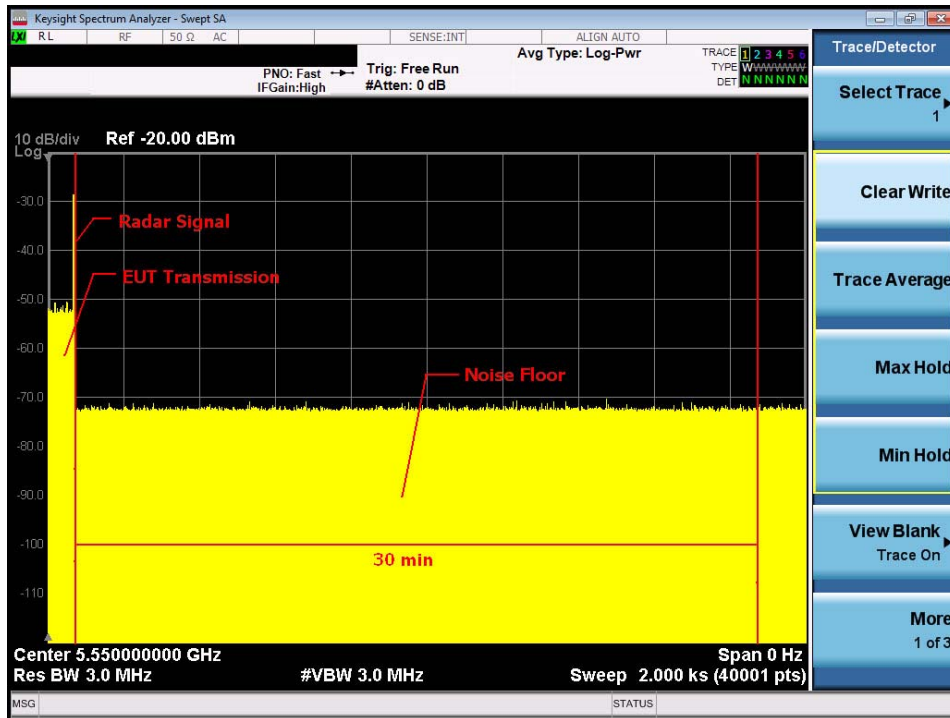 Keysight Spectrum Analyzer - Swept SA
LXI RL RF 50 Ω AC SENSE:INT ALIGN AUTO
Avg Type: Log-Pwr
TRACE 1 2 3 4 5 6
TYPE WWWWWW
DET N N N N N N
PNO: Fast
IFGain:High
Trig: Free Run
#Atten: 0 dB
10 dB/div
Log
Ref -20.00 dBm
-30.0
Radar Signal
-40.0
EUT Transmission
-50.0
-60.0
Noise Floor
-70.0
-80.0
-90.0
-100
30 min
-110
Center 5.550000000 GHz
Span 0 Hz
Res BW 3.0 MHz
#VBW 3.0 MHz
Sweep 2.000 ks (40001 pts)
MSG
STATUS
Trace/Detector
Select Trace
1
Clear Write
Trace Average
Max Hold
Min Hold
View Blank
Trace On
More
1 of 3